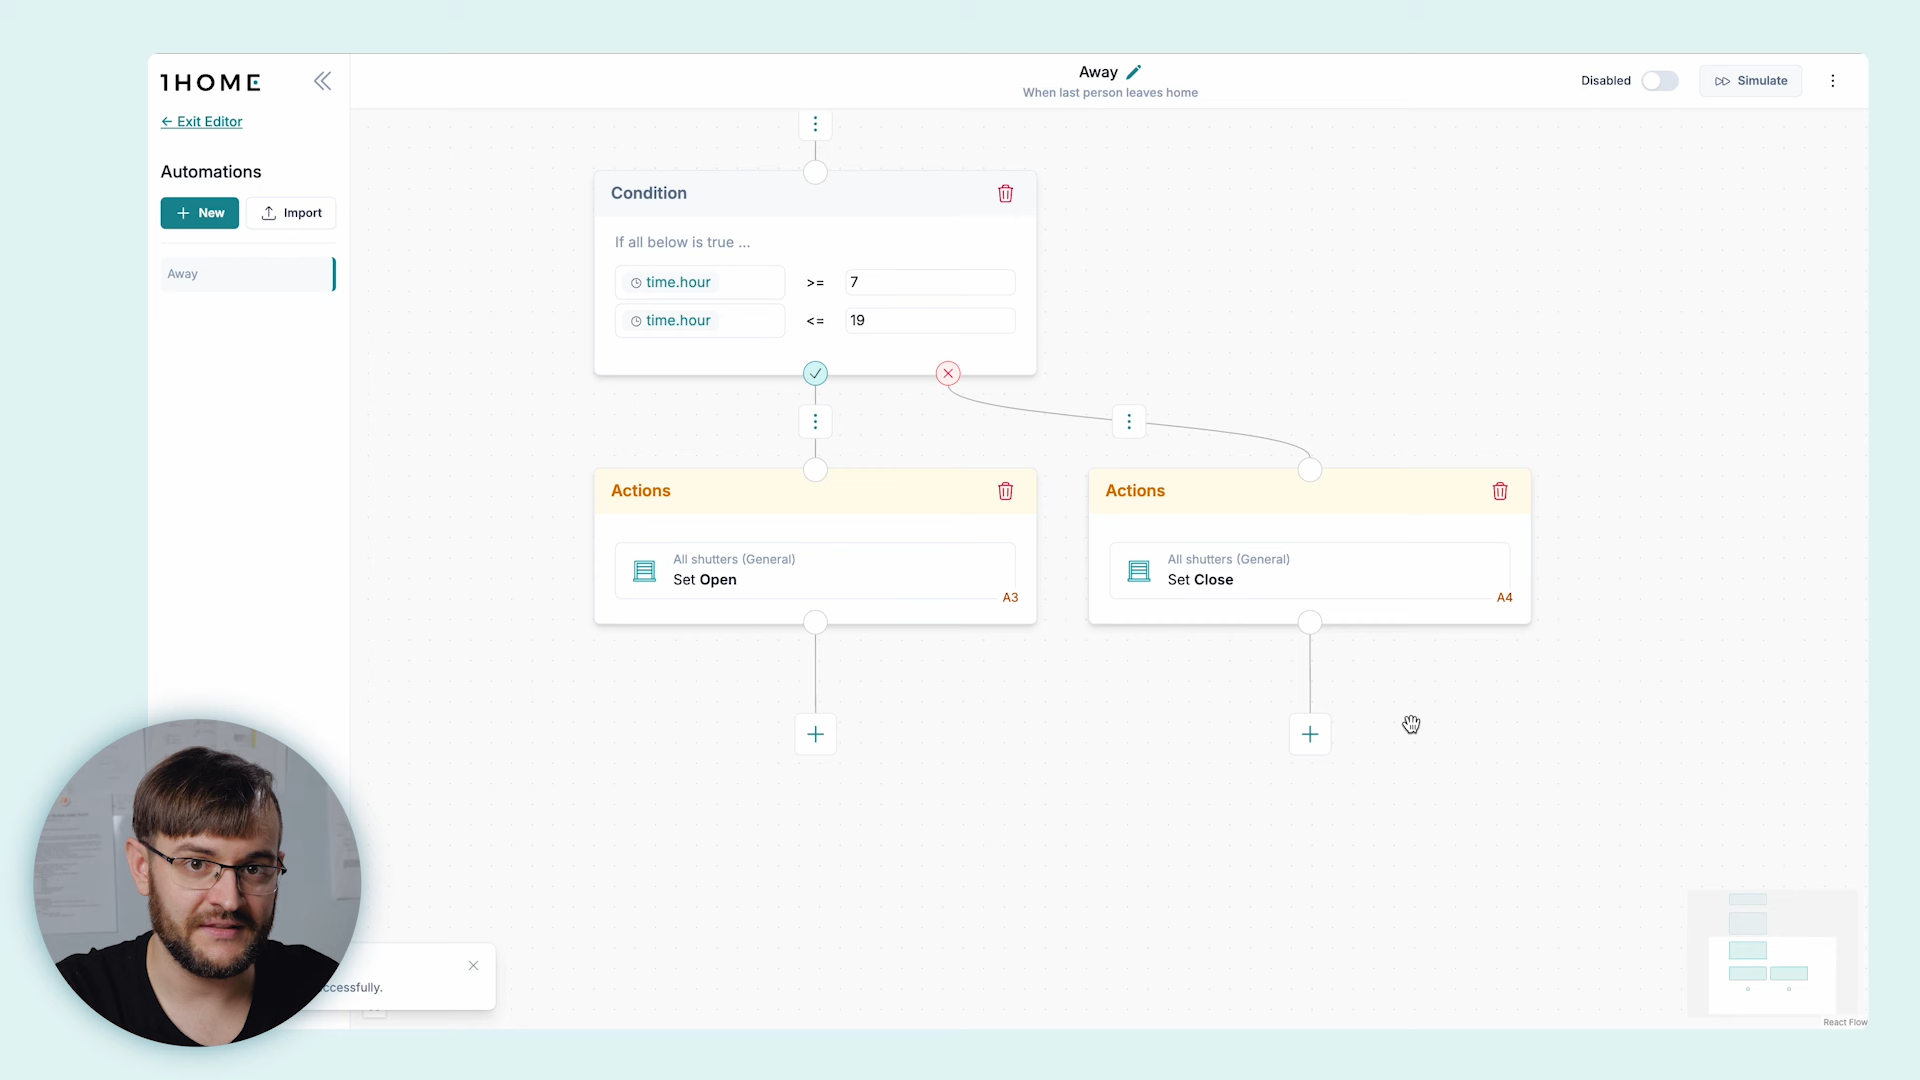 1HOME
← Exit Editor
Automations
New
Import
Away
Away
When last person leaves home
Disabled
Simulate
Condition
If all below is true ...
time.hour >= 7
time.hour <= 19
Actions
All shutters (General)
Set Open
A3
Actions
All shutters (General)
Set Close
A4
ccessfully.
React Flow